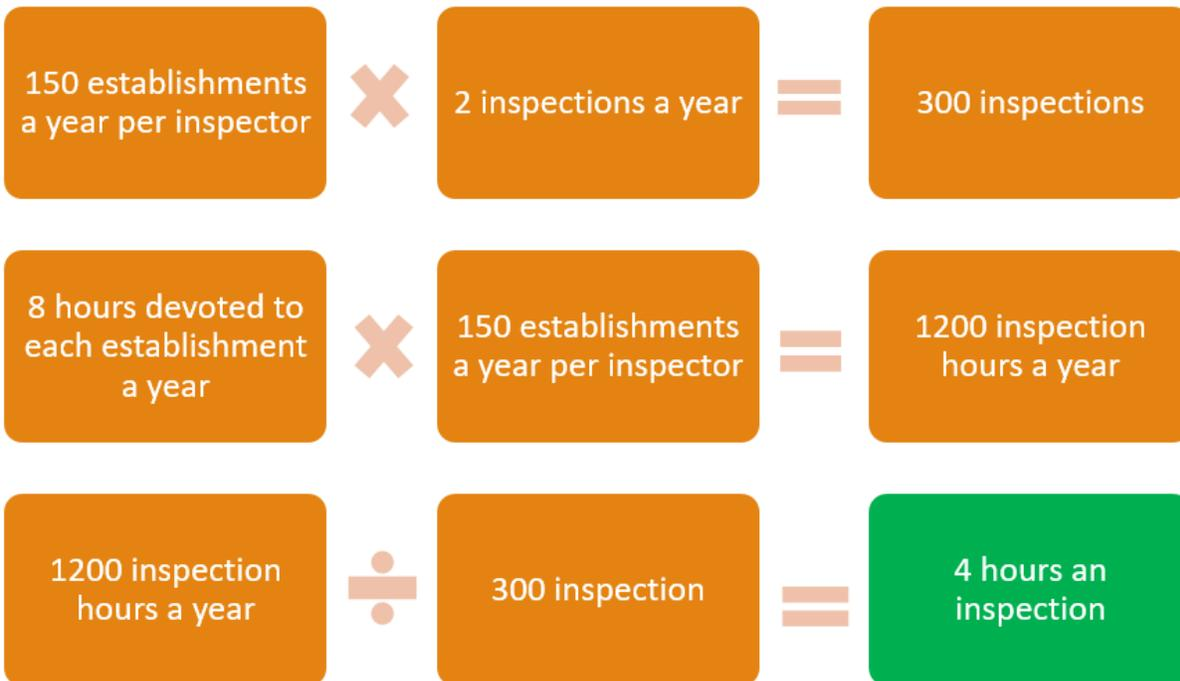 150 establishments
a year per inspector
2 inspections a year
300 inspections
8 hours devoted to
each establishment
a year
150 establishments
a year per inspector
1200 inspection
hours a year
1200 inspection
hours a year
300 inspection
4 hours an
inspection